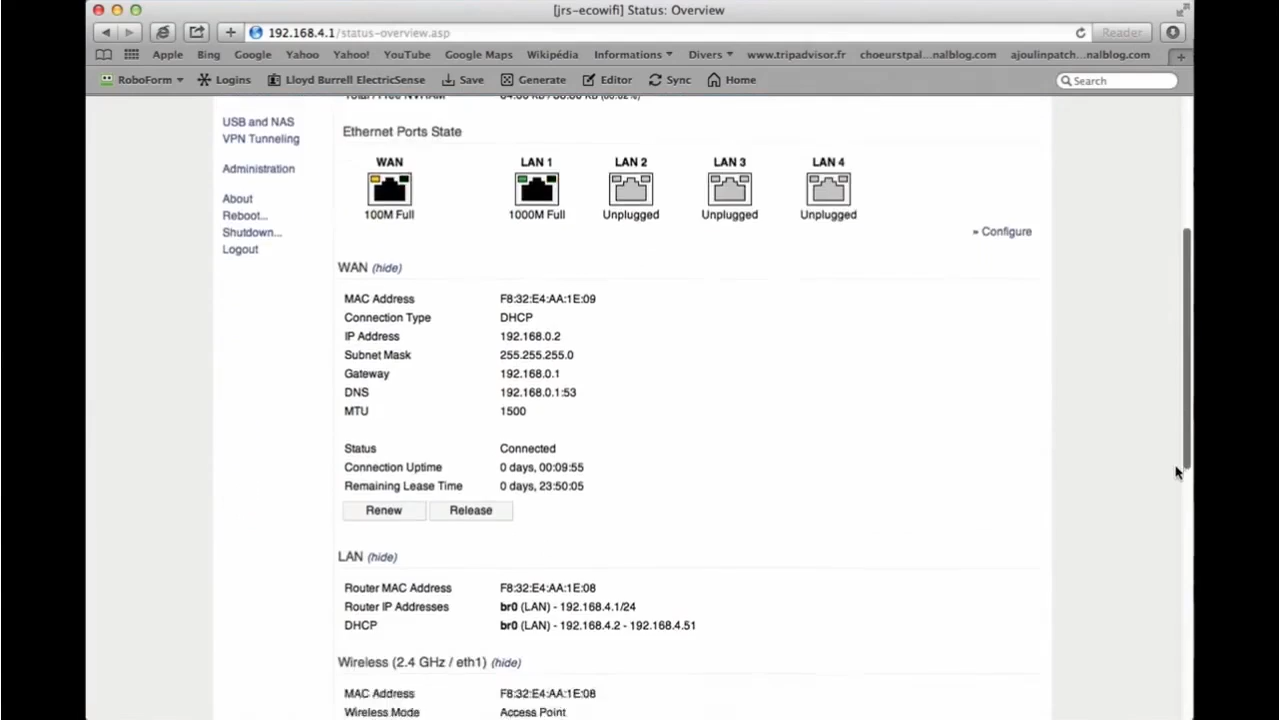 [jrs-ecowifi] Status: Overview
192.168.4.1/status-overview.asp
Reader
Apple Bing Google Yahoo Yahoo! YouTube Google Maps Wikipédia Informations Divers www.tripadvisor.fr choeurstpal...nalblog.com ajoulinpatch....nalblog.com
RoboForm Logins Lloyd Burrell ElectricSense Save Generate Editor Sync Home Search
USB and NAS
VPN Tunneling
Administration
About
Reboot...
Shutdown...
Logout
Ethernet Ports State
WAN LAN 1 LAN 2 LAN 3 LAN 4
100M Full 1000M Full Unplugged Unplugged Unplugged
» Configure
WAN (hide)
MAC Address F8:32:E4:AA:1E:09
Connection Type DHCP
IP Address 192.168.0.2
Subnet Mask 255.255.255.0
Gateway 192.168.0.1
DNS 192.168.0.1:53
MTU 1500
Status Connected
Connection Uptime 0 days, 00:09:55
Remaining Lease Time 0 days, 23:50:05
Renew Release
LAN (hide)
Router MAC Address F8:32:E4:AA:1E:08
Router IP Addresses br0 (LAN) - 192.168.4.1/24
DHCP br0 (LAN) - 192.168.4.2 - 192.168.4.51
Wireless (2.4 GHz / eth1) (hide)
MAC Address F8:32:E4:AA:1E:08
Wireless Mode Access Point